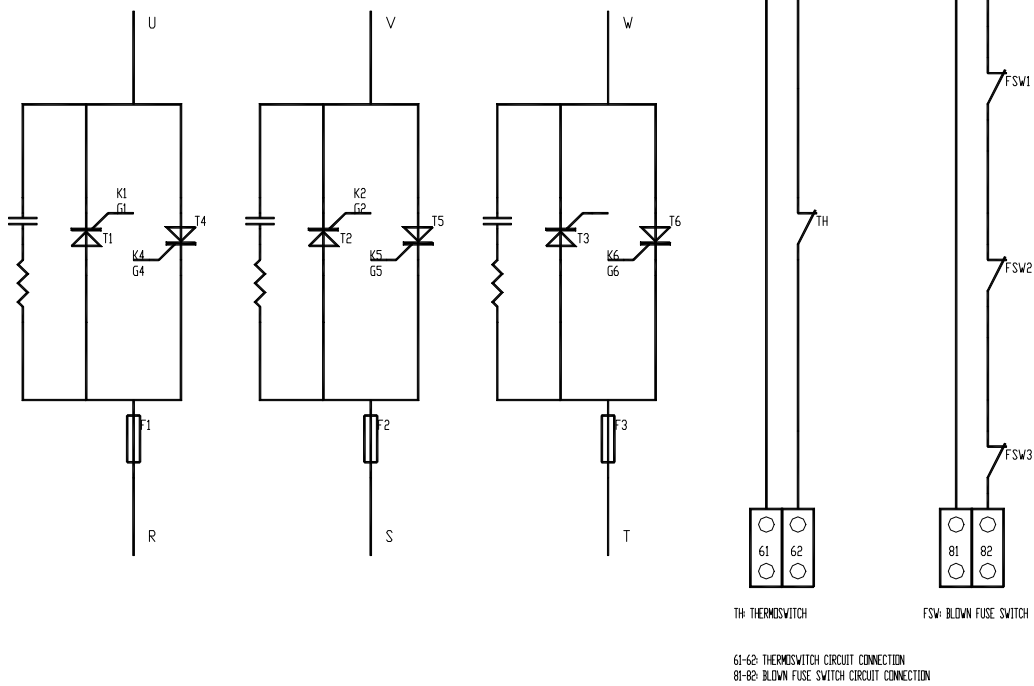 U
V
W
FSW1
K1
G1
K2
G2
T4
T5
T6
TH
T1
T2
T3
K4
G4
K5
G5
K6
G6
FSW2
F1
F2
F3
FSW3
R
S
T
61
62
81
82
TH: THERMOSWITCH
FSW: BLOWN FUSE SWITCH
61-62: THERMOSWITCH CIRCUIT CONNECTION
81-82: BLOWN FUSE SWITCH CIRCUIT CONNECTION